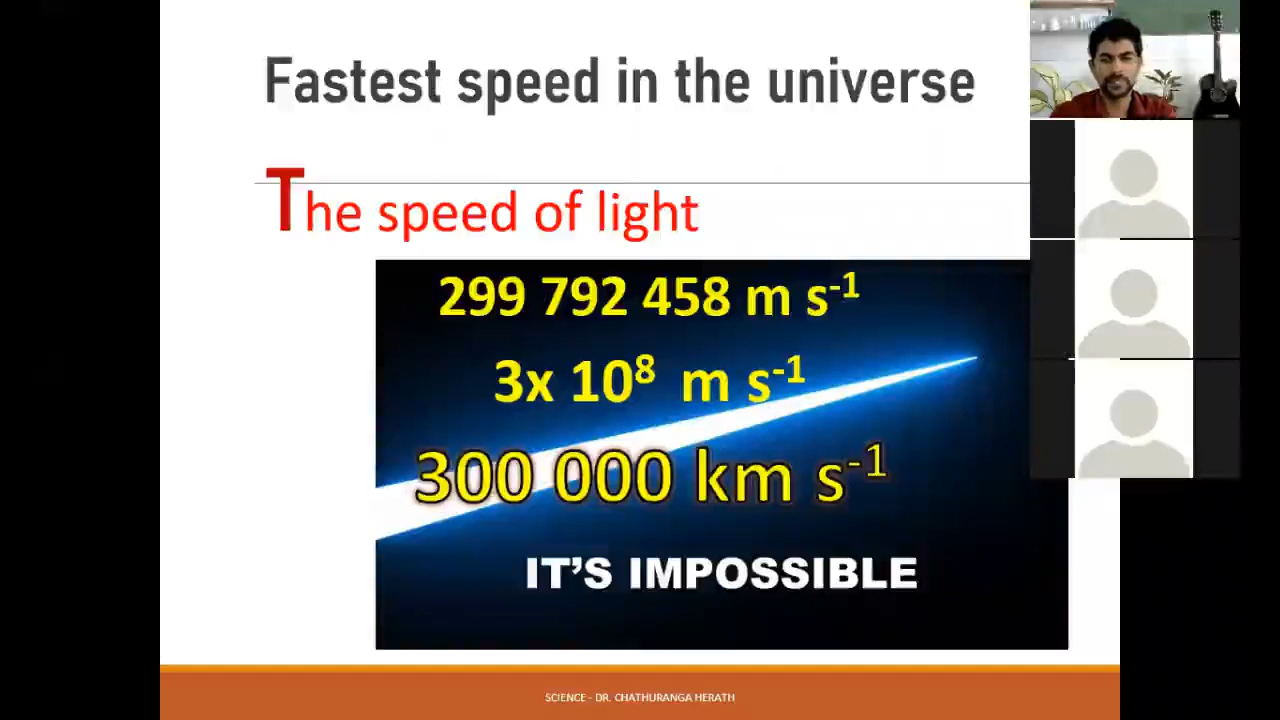 Fastest speed in the universe
The speed of light
299 792 458 m s⁻¹
3x 10⁸ m s⁻¹
300 000 km s⁻¹
IT'S IMPOSSIBLE
SCIENCE - DR. CHATHURANGA HERATH